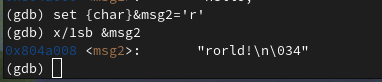 (gdb) set {char}&msg2='r'
(gdb) x/1sb &msg2
0x804a008 <msg2>: "rorld!\n\034"
(gdb)